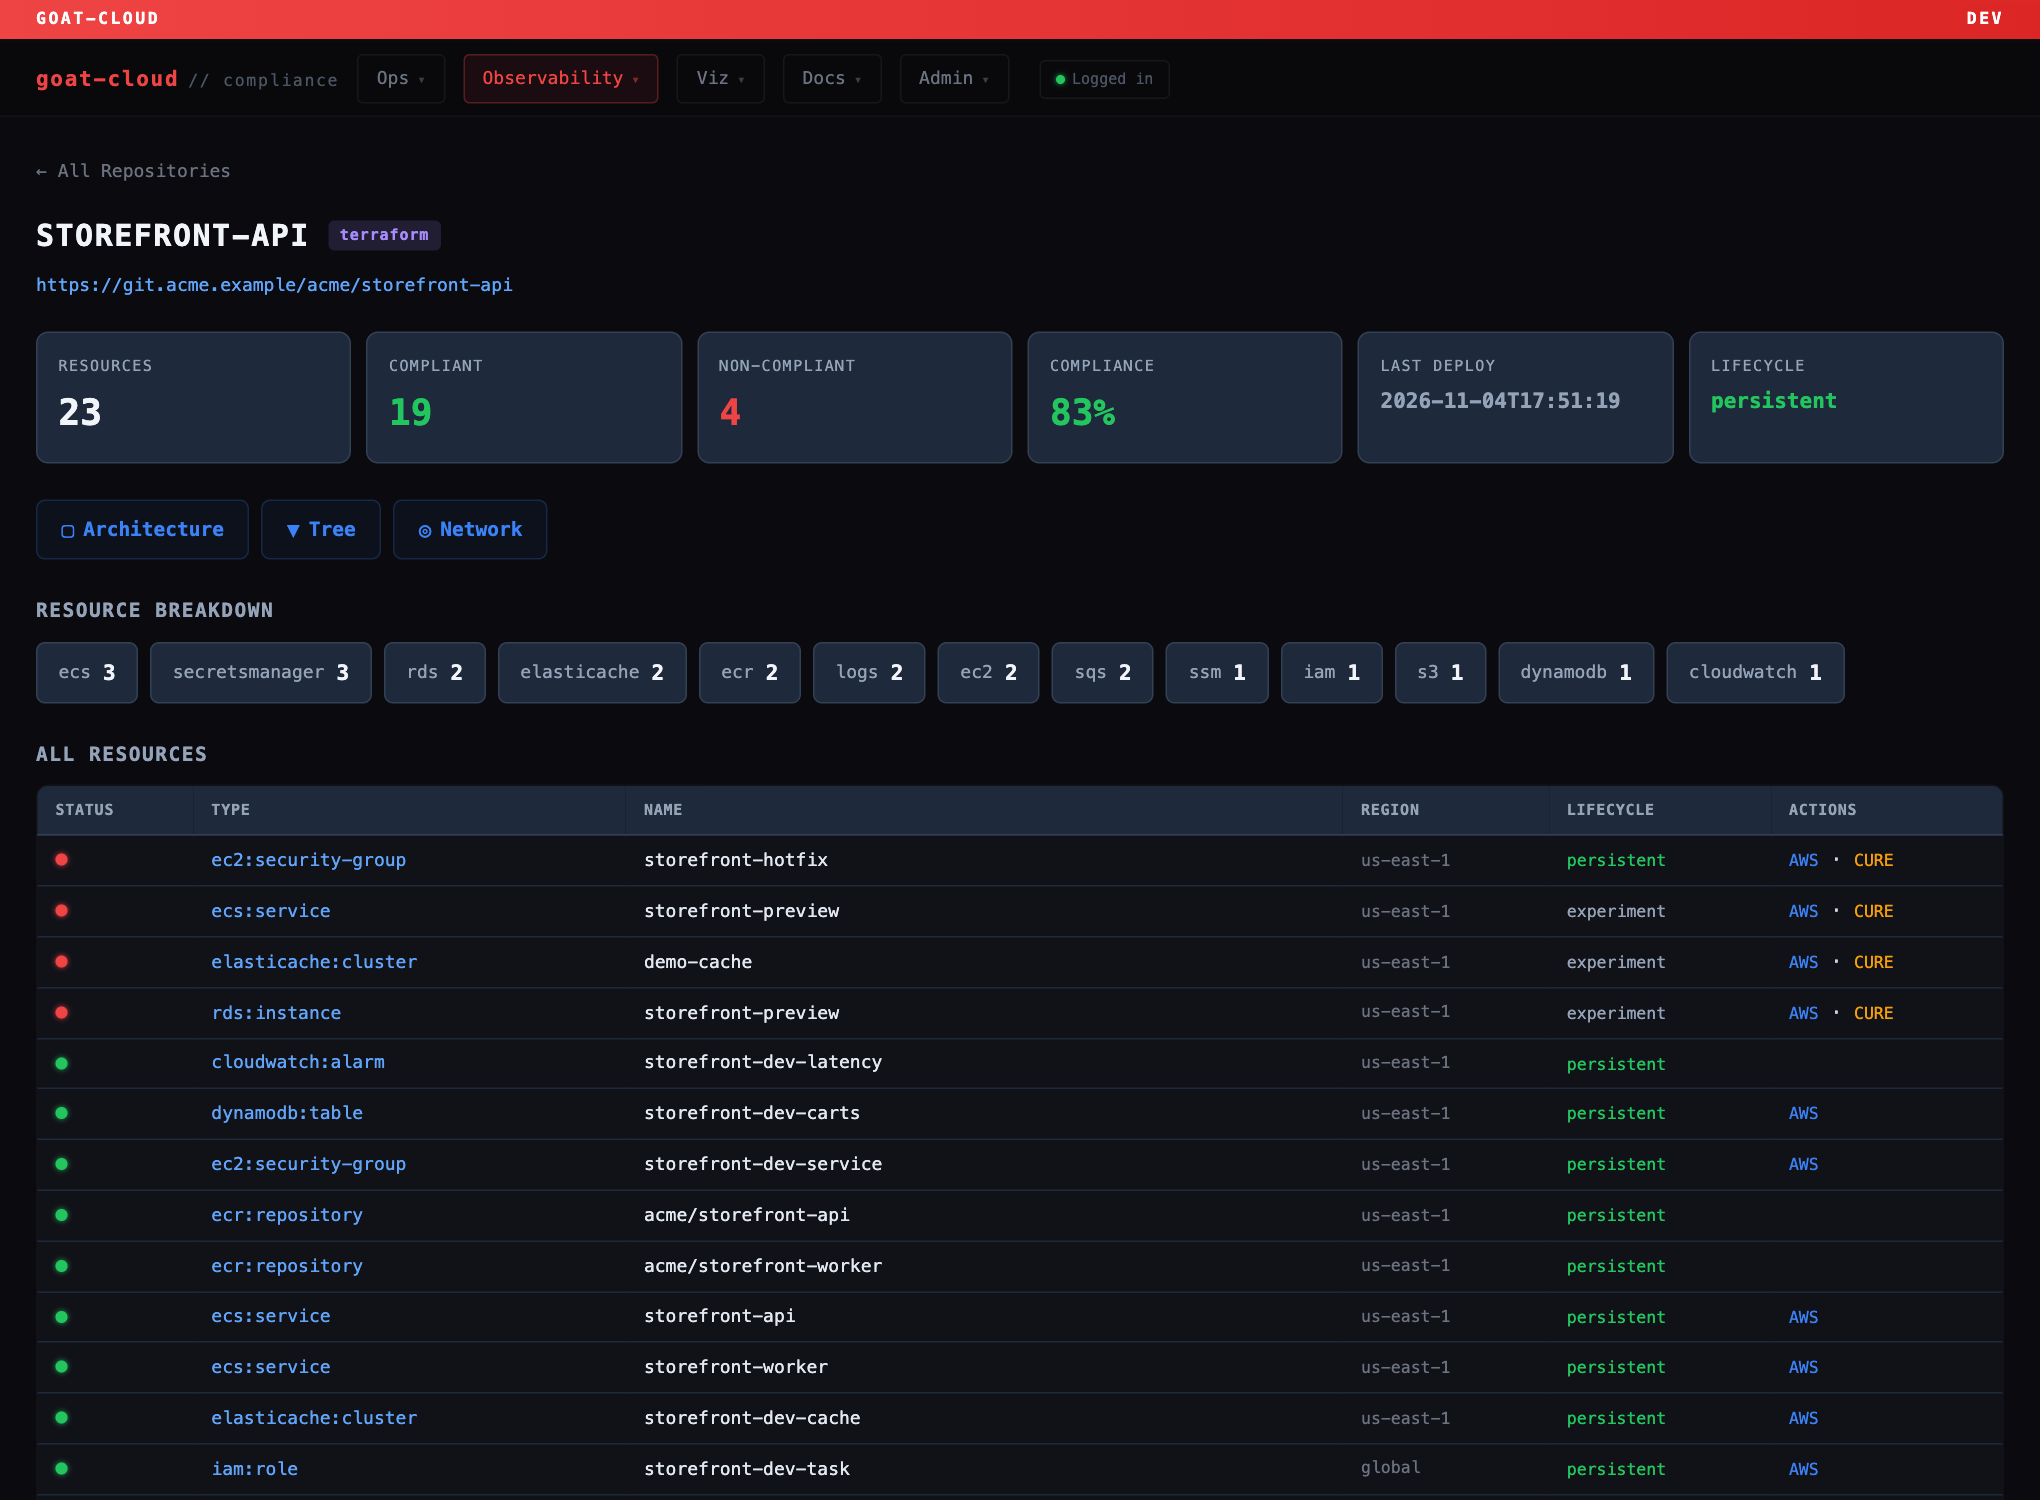 GOAT-CLOUD DEV
goat-cloud // compliance Ops ▾ Observability ▾ Viz ▾ Docs ▾ Admin ▾ Logged in
← All Repositories
STOREFRONT-API terraform
https://git.acme.example/acme/storefront-api
RESOURCES COMPLIANT NON-COMPLIANT COMPLIANCE LAST DEPLOY LIFECYCLE
23 19 4 83% 2026-11-04T17:51:19 persistent
▢ Architecture ▼ Tree ◎ Network
RESOURCE BREAKDOWN
ecs 3 secretsmanager 3 rds 2 elasticache 2 ecr 2 logs 2 ec2 2 sqs 2 ssm 1 iam 1 s3 1 dynamodb 1 cloudwatch 1
ALL RESOURCES
STATUS TYPE NAME REGION LIFECYCLE ACTIONS
ec2:security-group storefront-hotfix us-east-1 persistent AWS · CURE
ecs:service storefront-preview us-east-1 experiment AWS · CURE
elasticache:cluster demo-cache us-east-1 experiment AWS · CURE
rds:instance storefront-preview us-east-1 experiment AWS · CURE
cloudwatch:alarm storefront-dev-latency us-east-1 persistent
dynamodb:table storefront-dev-carts us-east-1 persistent AWS
ec2:security-group storefront-dev-service us-east-1 persistent AWS
ecr:repository acme/storefront-api us-east-1 persistent
ecr:repository acme/storefront-worker us-east-1 persistent
ecs:service storefront-api us-east-1 persistent AWS
ecs:service storefront-worker us-east-1 persistent AWS
elasticache:cluster storefront-dev-cache us-east-1 persistent AWS
iam:role storefront-dev-task global persistent AWS